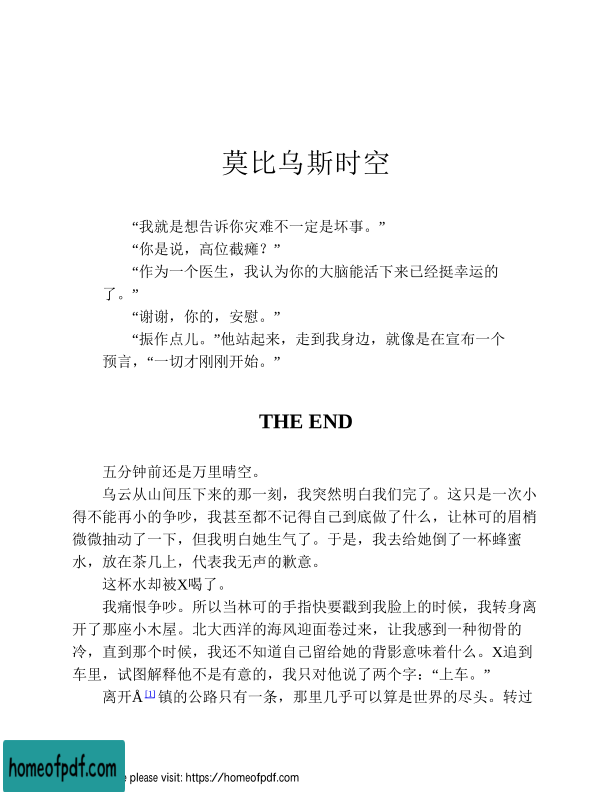 莫比乌斯时空
“我就是想告诉你灾难不一定是坏事。”
“你是说，高位截瘫？”
“作为一个医生，我认为你的大脑能活下来已经挺幸运的
了。”
“谢谢，你的，安慰。”
“振作点儿。”他站起来，走到我身边，就像是在宣布一个
预言，“一切才刚刚开始。”
THE END
五分钟前还是万里晴空。
乌云从山间压下来的那一刻，我突然明白我们完了。这只是一次小
得不能再小的争吵，我甚至都不记得自己到底做了什么，让林可的眉梢
微微抽动了一下，但我明白她生气了。于是，我去给她倒了一杯蜂蜜
水，放在茶几上，代表我无声的歉意。
这杯水却被X喝了。
我痛恨争吵。所以当林可的手指快要戳到我脸上的时候，我转身离
开了那座小木屋。北大西洋的海风迎面卷过来，让我感到一种彻骨的
冷，直到那个时候，我还不知道自己留给她的背影意味着什么。X追到
车里，试图解释他不是有意的，我只对他说了两个字：“上车。”
离开Å[1]镇的公路只有一条，那里几乎可以算是世界的尽头。转过
homeofpdf.com
e please visit: https://homeofpdf.com